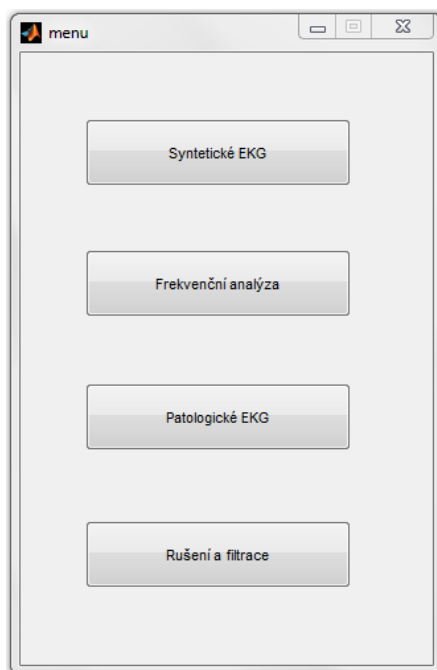 menu
Syntetické EKG
Frekvenční analýza
Patologické EKG
Rušení a filtrace